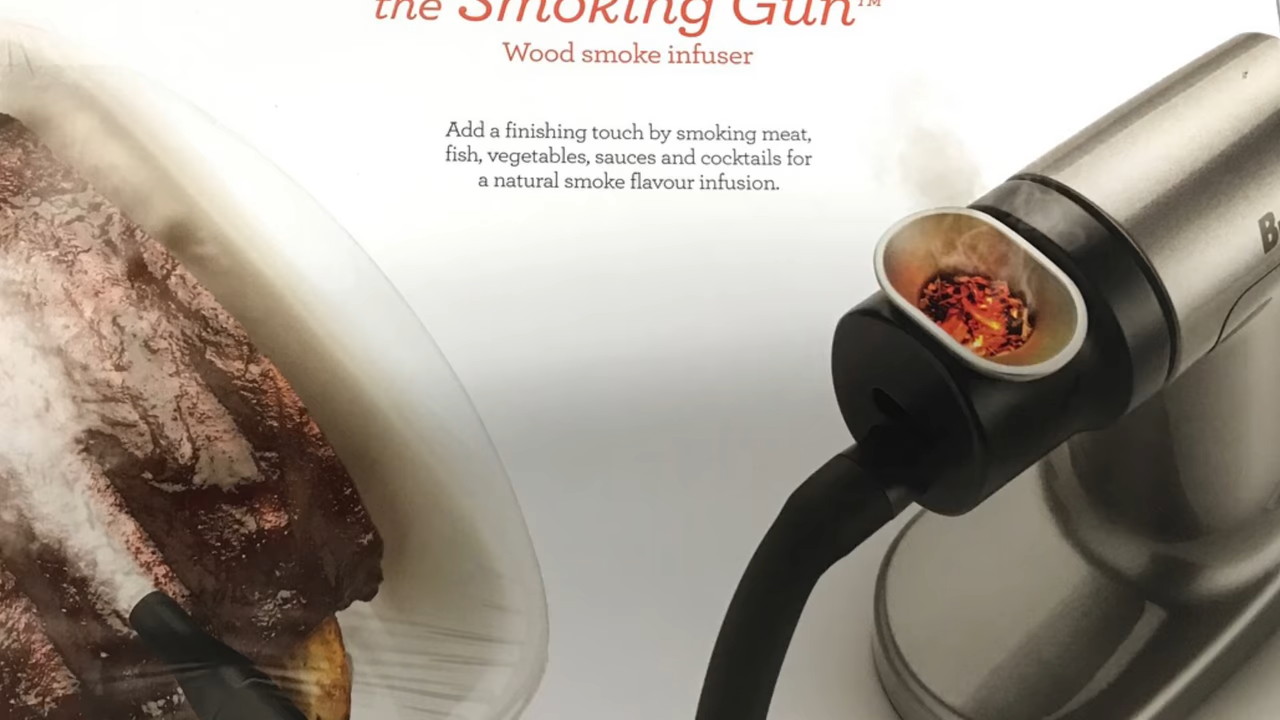 the Smoking Gun™
Wood smoke infuser
Add a finishing touch by smoking meat,
fish, vegetables, sauces and cocktails for
a natural smoke flavour infusion.